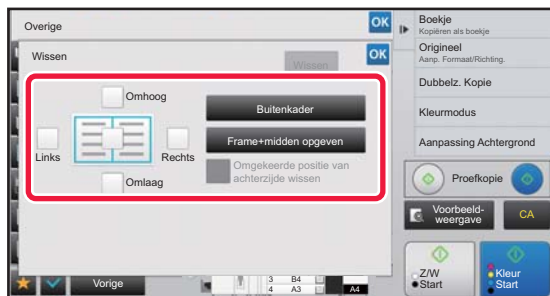 Overige
OK
Wissen
Wissen
OK
Omhoog
Links
Rechts
Omlaag
Buitenkader
Frame+midden opgeven
Omgekeerde positie van
achterzijde wissen
Vorige
3 B4
4 A3
A4
Boekje
Kopiëren als boekje
Origineel
Aanp. Formaat/Richting.
Dubbelz. Kopie
Kleurmodus
Aanpassing Achtergrond
Proefkopie
Voorbeeld-
weergave
CA
Z/W
Start
Kleur
Start